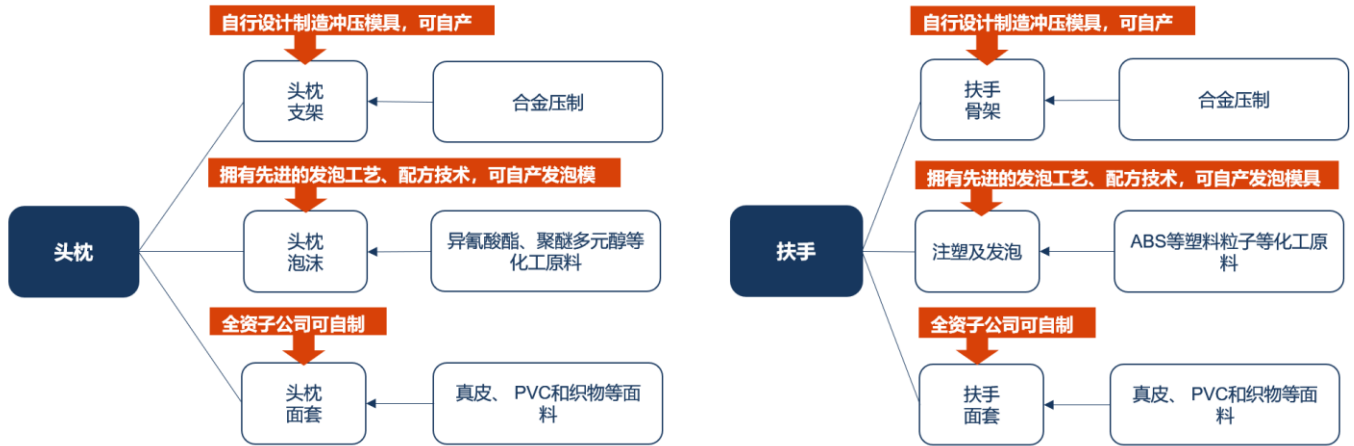 自行设计制造冲压模具，可自产
头枕
支架
合金压制
拥有先进的发泡工艺、配方技术，可自产发泡模
头枕
头枕
泡沫
异氰酸酯、聚醚多元醇等
化工原料
全资子公司可自制
头枕
面套
真皮、 PVC和织物等面
料
自行设计制造冲压模具，可自产
扶手
骨架
合金压制
拥有先进的发泡工艺、配方技术，可自产发泡模具
扶手
注塑及发泡
ABS等塑料粒子等化工原
料
全资子公司可自制
扶手
面套
真皮、 PVC和织物等面
料